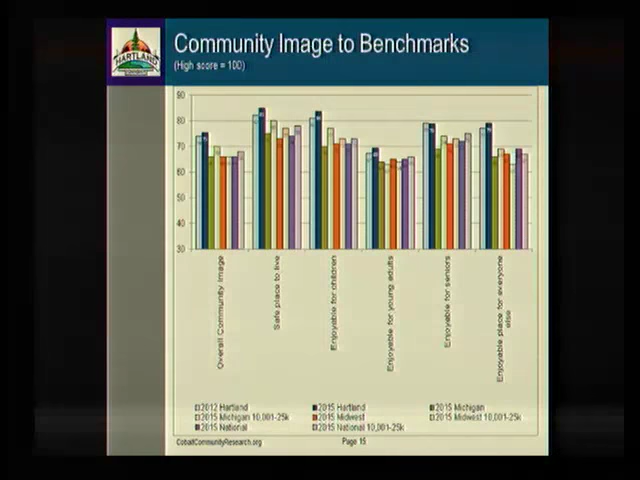 HARTLAND
Community Image to Benchmarks
(High score = 100)
90
80
70
60
50
40
30
Overall Community Image
Safe place to live
Enjoyable for children
Enjoyable for young adults
Enjoyable for seniors
Enjoyable place for everyone else
2012 Hartland
2015 Hartland
2015 Michigan
2015 Michigan 10,001-25k
2015 Midwest
2015 Midwest 10,001-25k
2015 National
2015 National 10,001-25k
CobaltCommunityResearch.org
Page 15